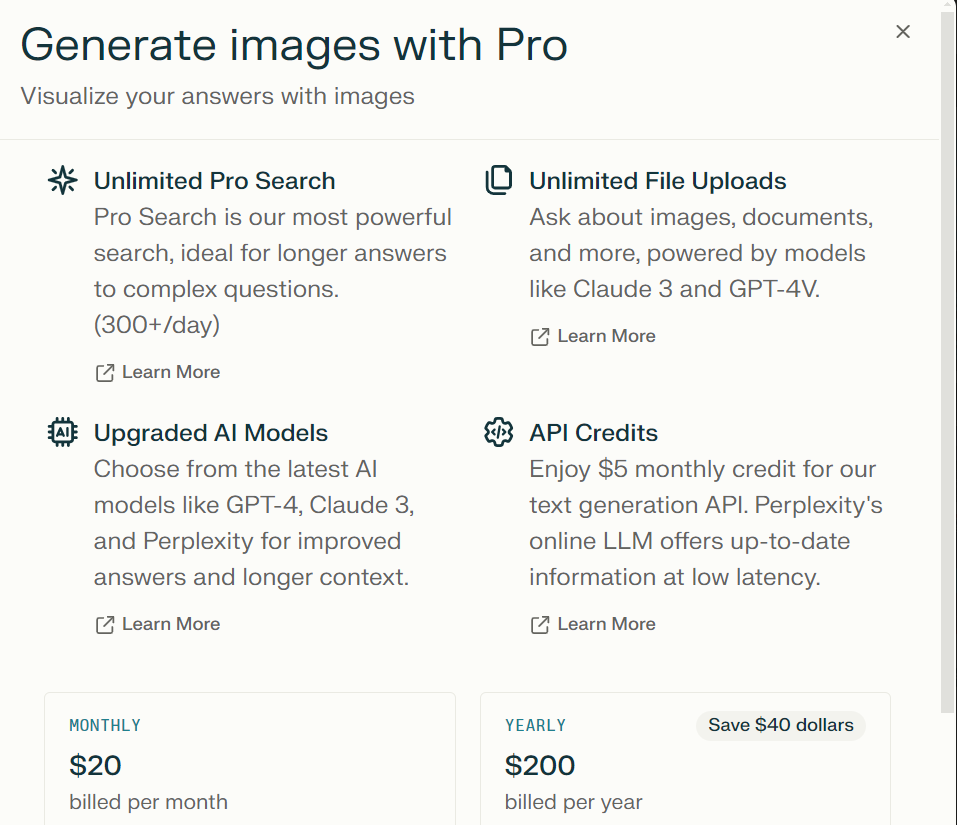 Generate images with Pro
Visualize your answers with images
Unlimited Pro Search
Pro Search is our most powerful
search, ideal for longer answers
to complex questions.
(300+/day)
Learn More
Unlimited File Uploads
Ask about images, documents,
and more, powered by models
like Claude 3 and GPT-4V.
Learn More
AI
Upgraded AI Models
Choose from the latest AI
models like GPT-4, Claude 3,
and Perplexity for improved
answers and longer context.
Learn More
API Credits
Enjoy $5 monthly credit for our
text generation API. Perplexity's
online LLM offers up-to-date
information at low latency.
Learn More
MONTHLY
$20
billed per month
YEARLY
Save $40 dollars
$200
billed per year